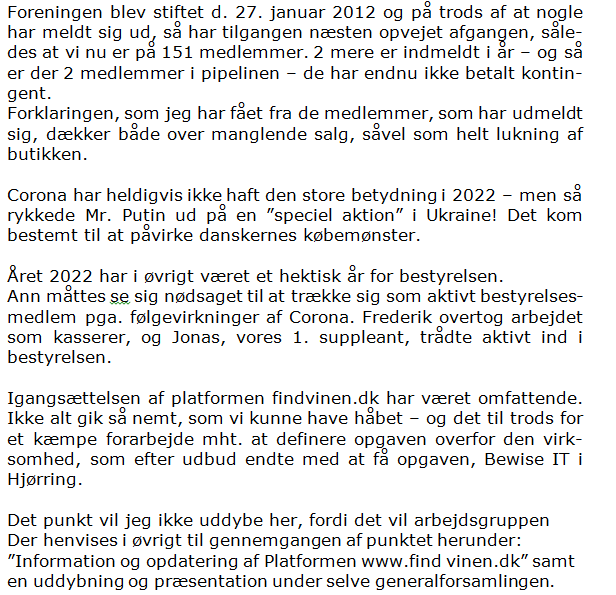 Foreningen blev stiftet d. 27. januar 2012 og på trods af at nogle
har meldt sig ud, så har tilgangen næsten opvejet afgangen, såle-
des at vi nu er på 151 medlemmer. 2 mere er indmeldt i år – og så
er der 2 medlemmer i pipelinen – de har endnu ikke betalt kontin-
gent.
Forklaringen, som jeg har fået fra de medlemmer, som har udmeldt
sig, dækker både over manglende salg, såvel som helt lukning af
butikken.

Corona har heldigvis ikke haft den store betydning i 2022 – men så
rykkede Mr. Putin ud på en ”speciel aktion” i Ukraine! Det kom
bestemt til at påvirke danskernes købemønster.

Året 2022 har i øvrigt været et hektisk år for bestyrelsen.
Ann måttes se sig nødsaget til at trække sig som aktivt bestyrelses-
medlem pga. følgevirkninger af Corona. Frederik overtog arbejdet
som kasserer, og Jonas, vores 1. suppleant, trådte aktivt ind i
bestyrelsen.

Igangsættelsen af platformen findvinen.dk har været omfattende.
Ikke alt gik så nemt, som vi kunne have håbet – og det til trods for
et kæmpe forarbejde mht. at definere opgaven overfor den virk-
somhed, som efter udbud endte med at få opgaven, Bewise IT i
Hjørring.

Det punkt vil jeg ikke uddybe her, fordi det vil arbejdsgruppen
Der henvises i øvrigt til gennemgangen af punktet herunder:
”Information og opdatering af Platformen www.find vinen.dk” samt
en uddybning og præsentation under selve generalforsamlingen.